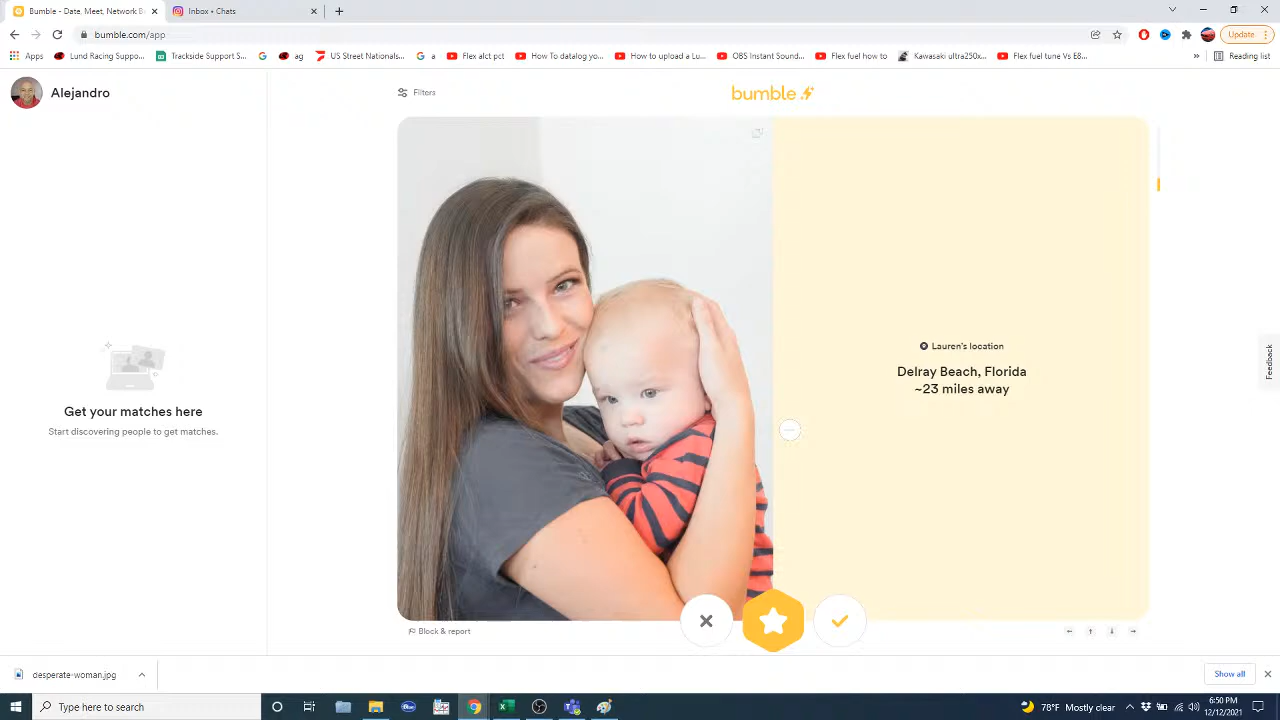 Bumble - Date, Meet, Network B
Instagram • Chats
bumble.com/app
Update
Apps
Lund Racing Suppo...
Trackside Support S...
G
ag
US Street Nationals...
G a
Flex alct pct
How To datalog yo...
How to upload a Lu...
OBS Instant Sound...
Flex fuel how to
Kawasaki ultra250x...
Flex fuel tune Vs E8...
»
Reading list
Alejandro
Filters
bumble
Lauren's location
Delray Beach, Florida
~23 miles away
Feedback
Get your matches here
Start discovering people to get matches.
Block & report
desperate-woman.jpg
Show all
Type here to search
78°F Mostly clear
6:50 PM
12/12/2021